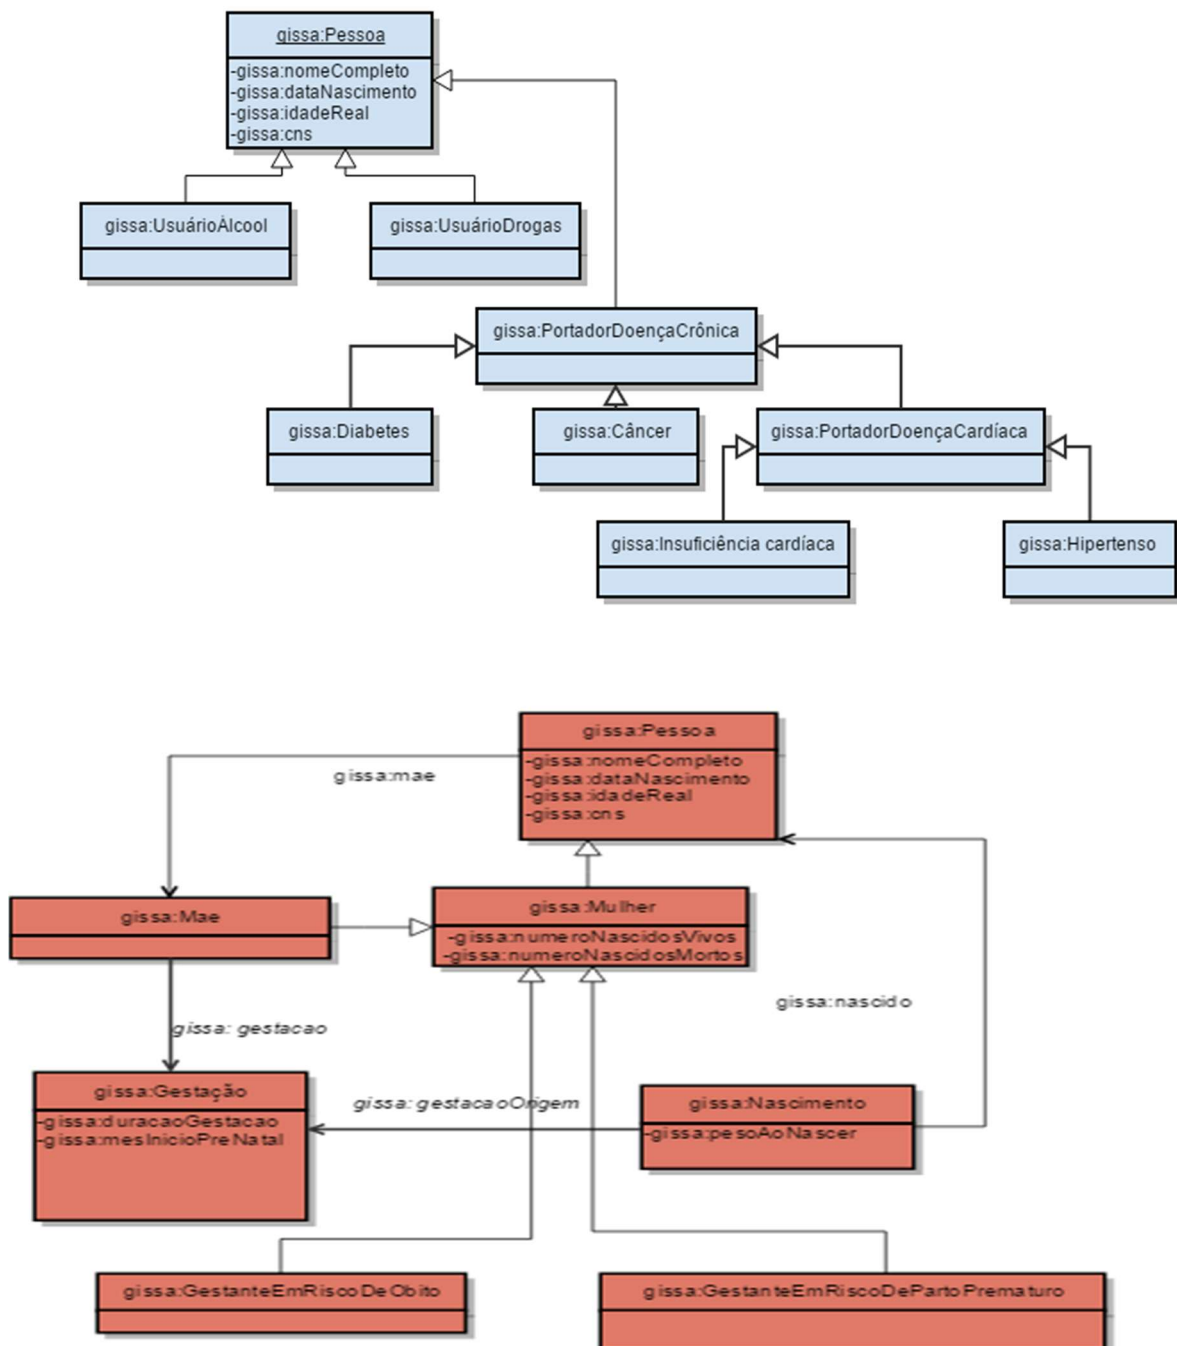 gissa:Pessoa
-gissa:nomeCompleto
-gissa:dataNascimento
-gissa:idadeReal
-gissa:cns
gissa:UsuárioÁlcool
gissa:UsuárioDrogas
gissa:PortadorDoençaCrônica
gissa:Diabetes
gissa:Câncer
gissa:PortadorDoençaCardíaca
gissa:Insuficiência cardíaca
gissa:Hipertenso
gissa:Pessoa
-gissa:nomeCompleto
-gissa:dataNascimento
-gissa:idadeReal
-gissa:cns
gissa:mae
gissa:Mae
gissa:Mulher
-gissa:numeroNascidosVivos
-gissa:numeroNascidosMortos
gissa:nascido
gissa: gestacao
gissa:Gestação
-gissa:duracaoGestacao
-gissa:mesInicioPreNatal
gissa: gestacaoOrigem
gissa:Nascimento
-gissa:pesoAoNascer
gissa:GestanteEmRiscoDeObito
gissa:GestanteEmRiscoDePartoPrematuro